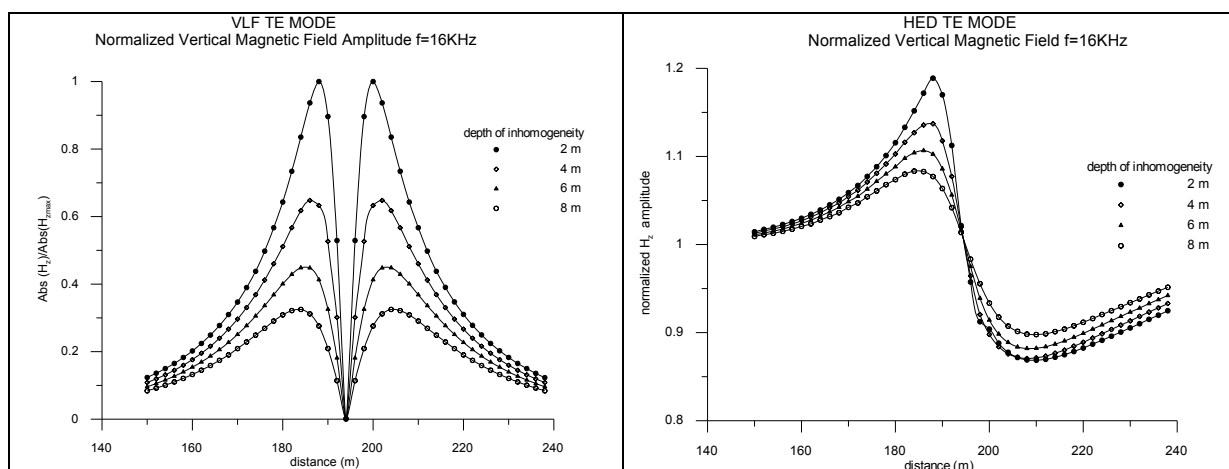 VLF TE MODE
Normalized Vertical Magnetic Field Amplitude f=16KHz
1
0.8
0.6
0.4
0.2
0
Abs (Hz)/Abs(Hzmax)
depth of inhomogeneity
2 m
4 m
6 m
8 m
140 160 180 200 220 240
distance (m)
HED TE MODE
Normalized Vertical Magnetic Field f=16KHz
1.2
1.1
1
0.9
0.8
normalized Hz amplitude
depth of inhomogeneity
2 m
4 m
6 m
8 m
140 160 180 200 220 240
distance (m)